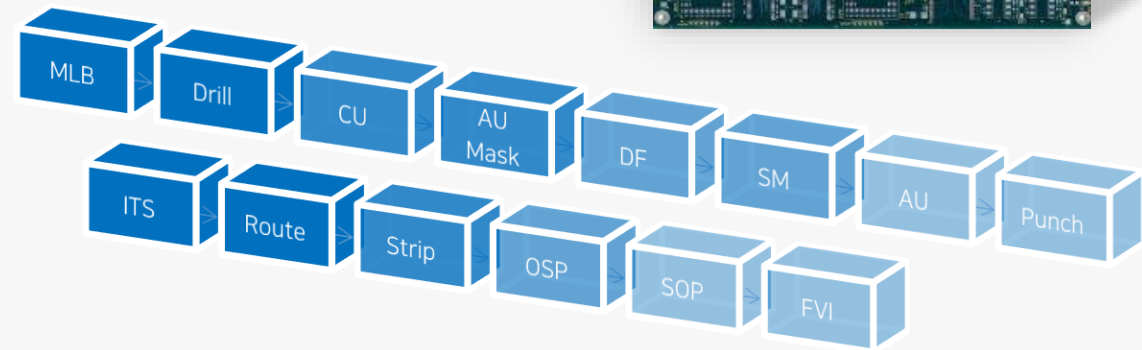 MLB
Drill
CU
AU
Mask
DF
SM
AU
Punch
ITS
Route
Strip
OSP
SOP
FVI